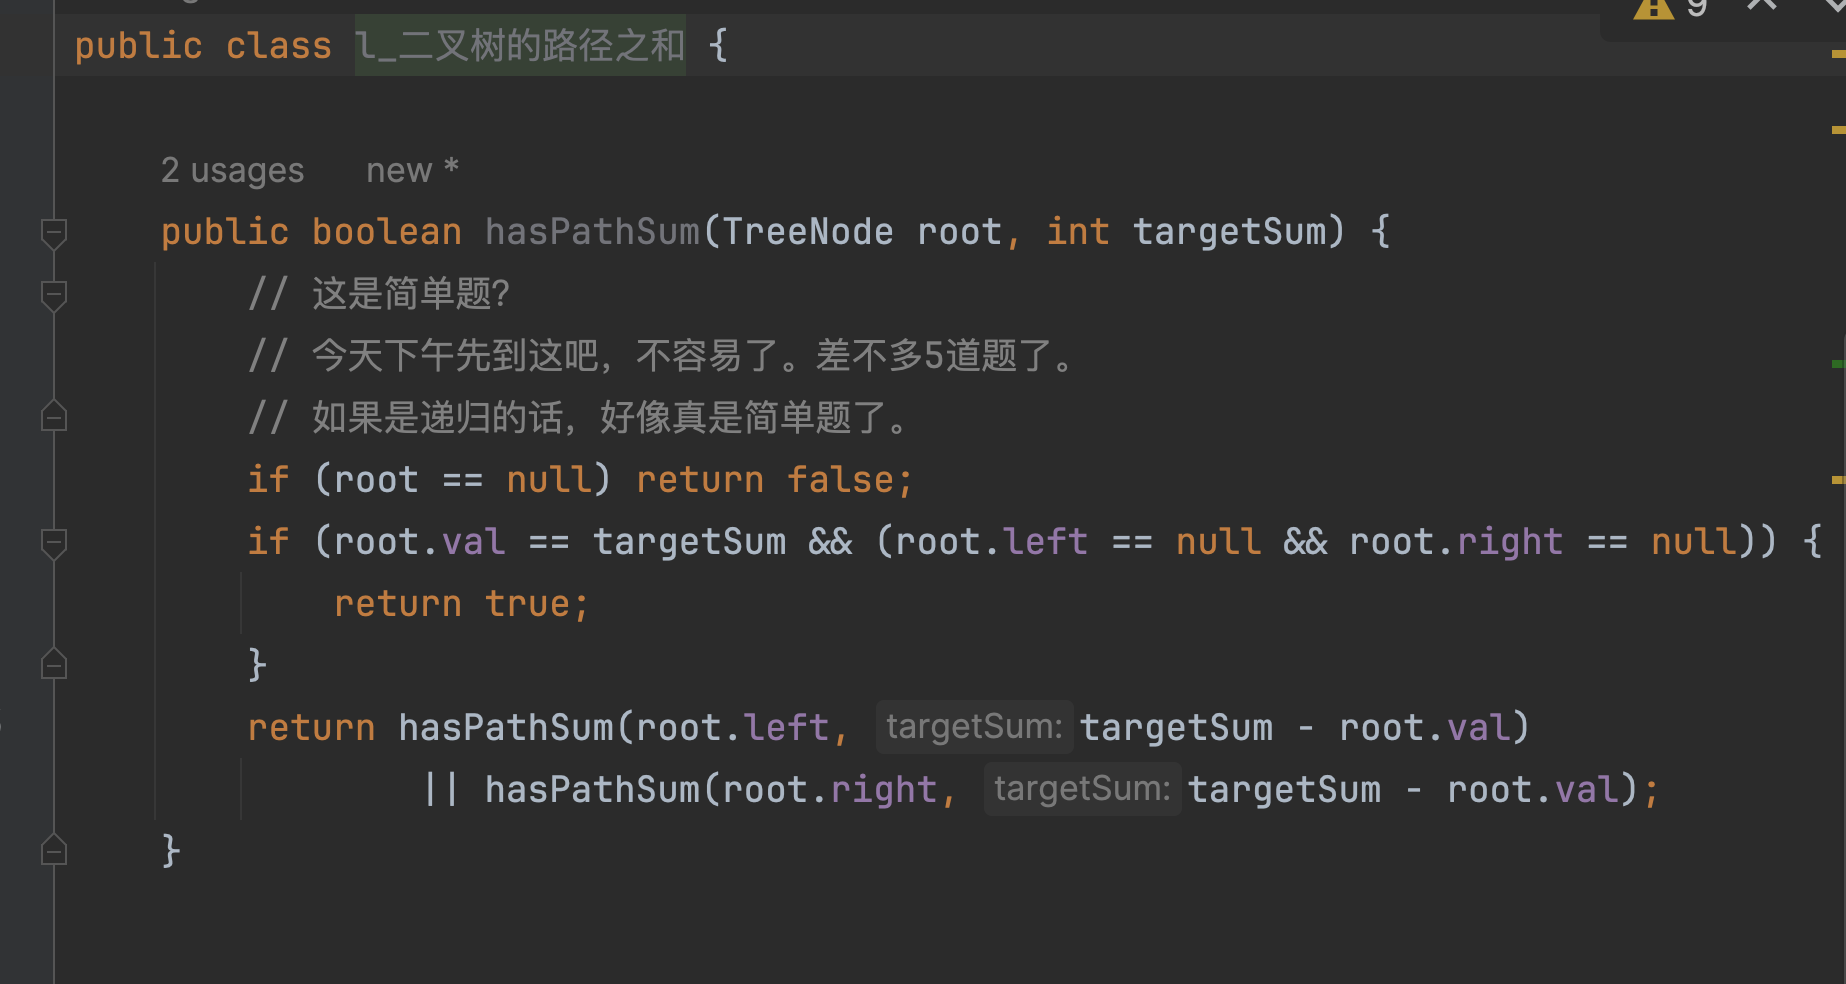 public class l_二叉树的路径之和 {
2 usages new *
public boolean hasPathSum(TreeNode root, int targetSum) {
// 这是简单题?
// 今天下午先到这吧，不容易了。差不多5道题了。
// 如果是递归的话，好像真是简单题了。
if (root == null) return false;
if (root.val == targetSum && (root.left == null && root.right == null)) {
return true;
}
return hasPathSum(root.left, targetSum: targetSum - root.val)
|| hasPathSum(root.right, targetSum: targetSum - root.val);
}